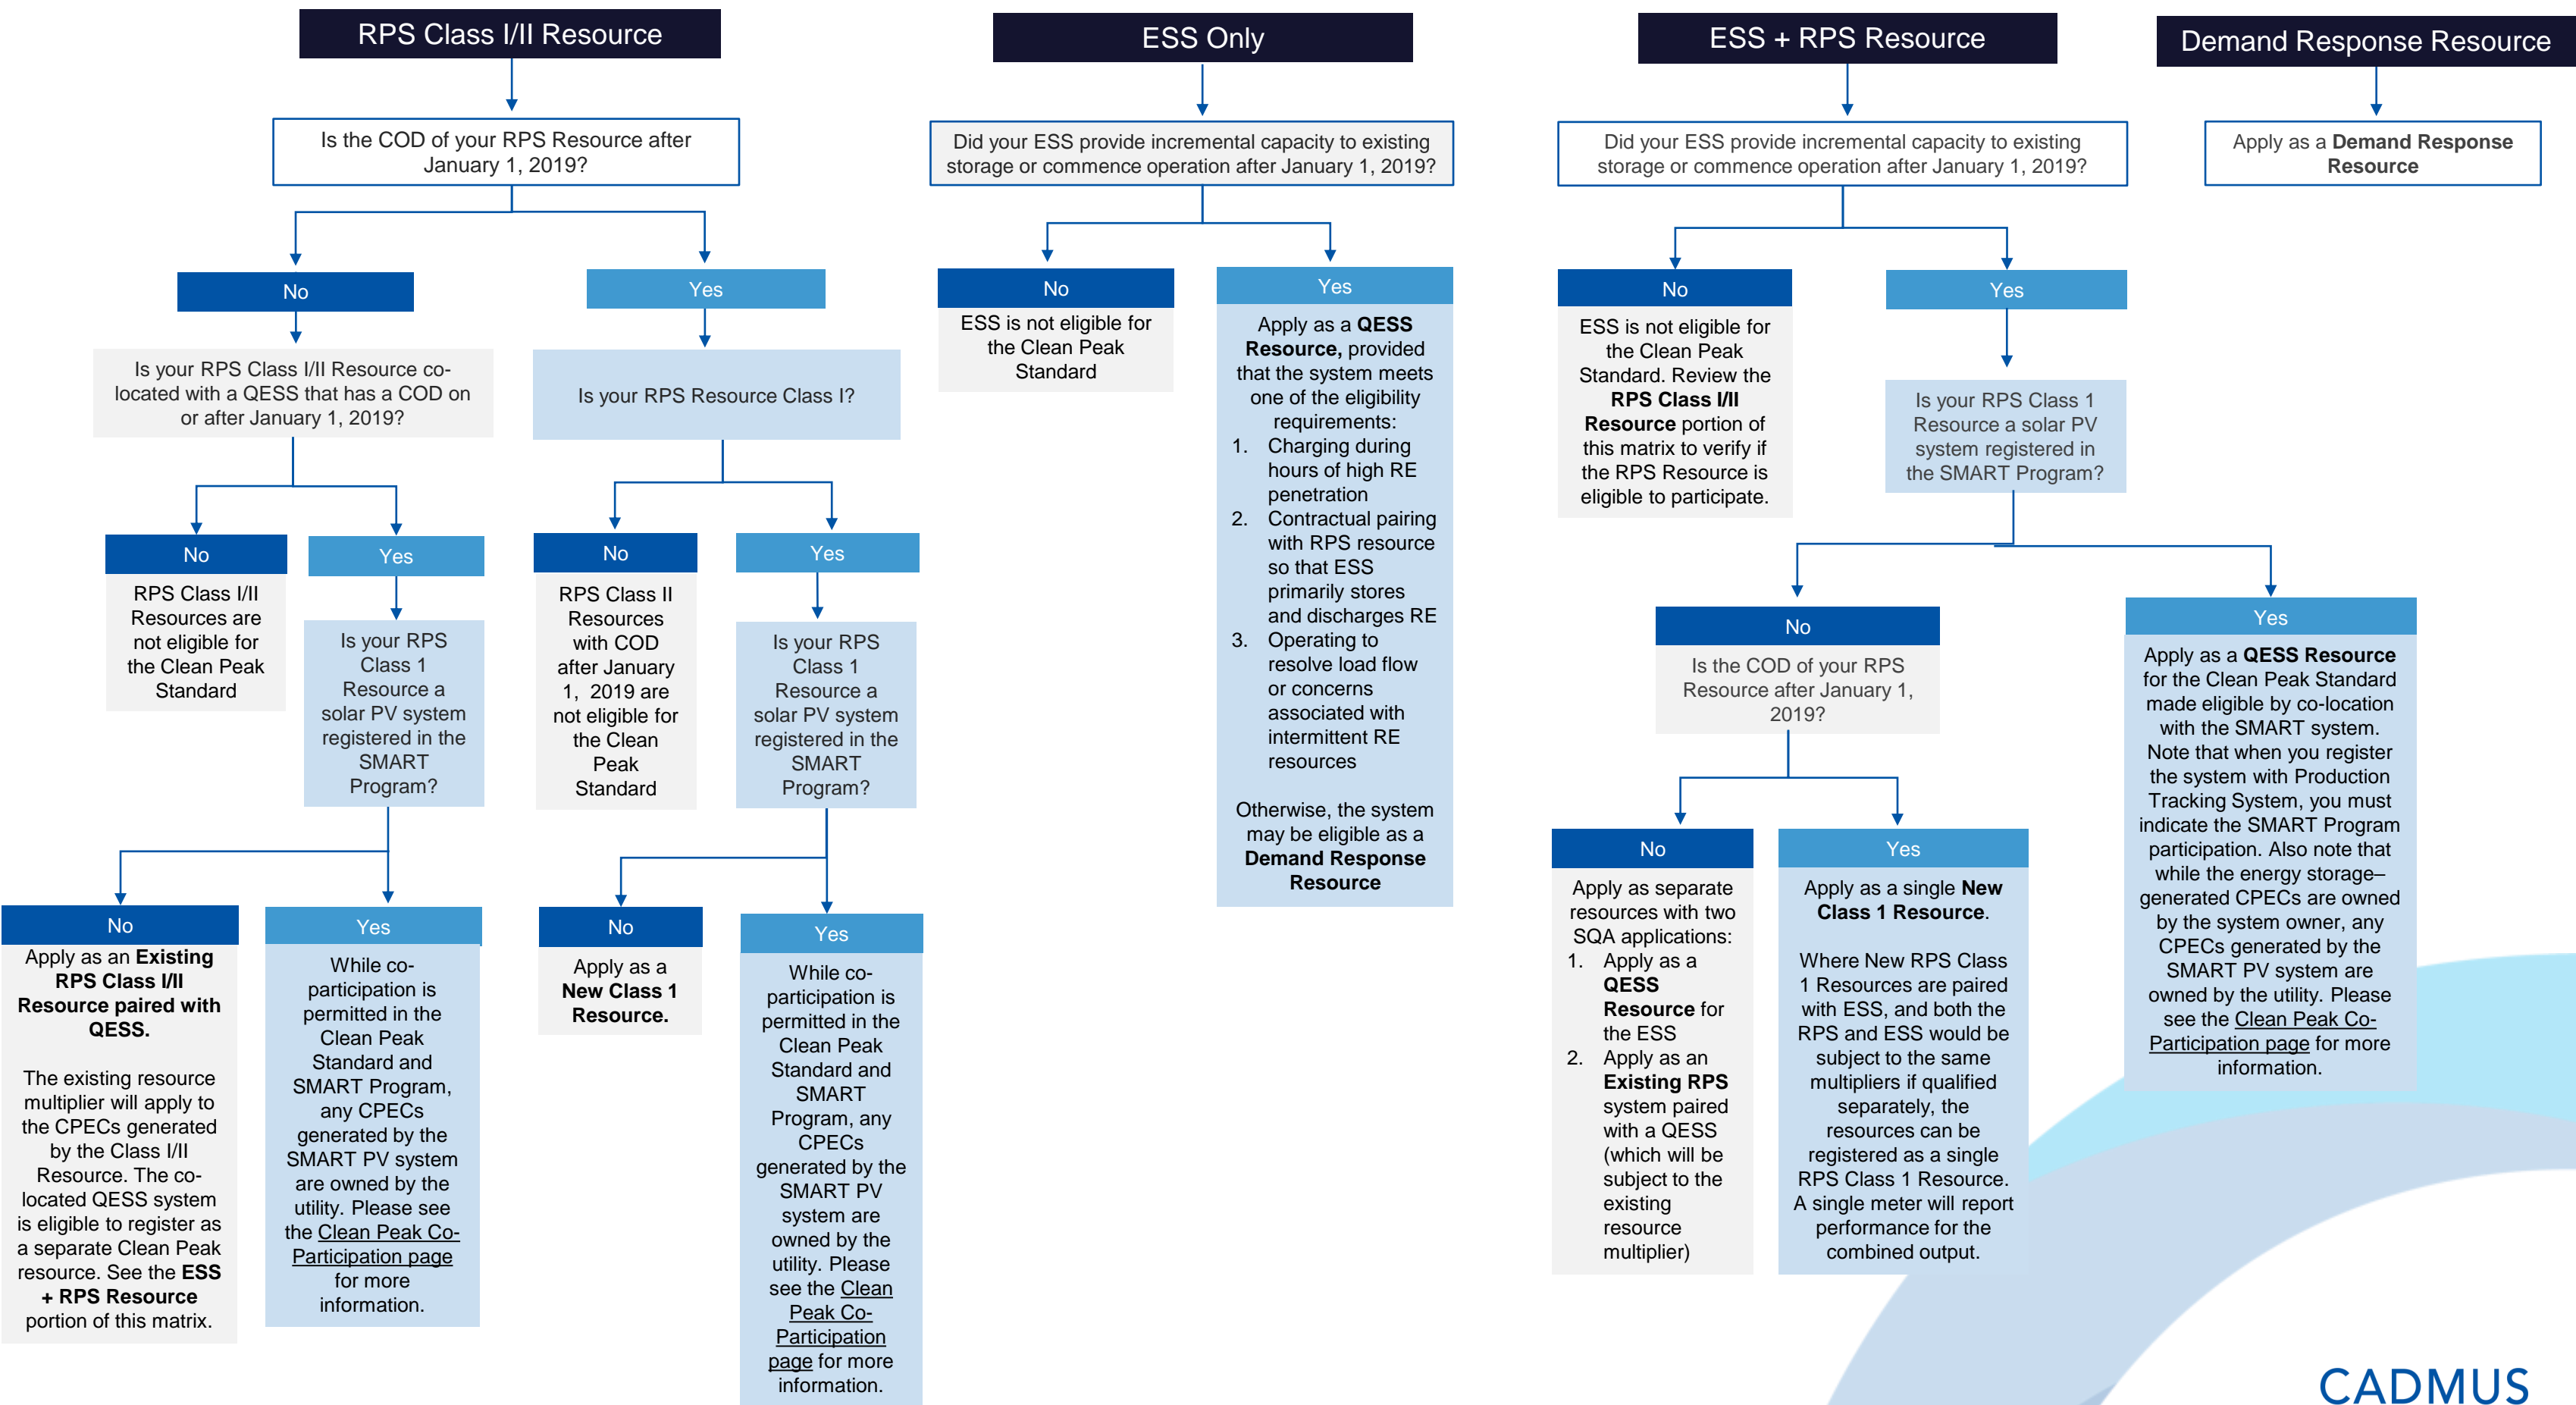 RPS Class I/II Resource
Is the COD of your RPS Resource after
January 1, 2019?
No
Is your RPS Class I/II Resource co-
located with a QESS that has a COD on
or after January 1, 2019?
No
RPS Class I/II
Resources are
not eligible for
the Clean Peak
Standard
Yes
Is your RPS
Class 1
Resource a
solar PV system
registered in the
SMART
Program?
No
Apply as an Existing
RPS Class I/II
Resource paired with
QESS.
The existing resource
multiplier will apply to
the CPECs generated
by the Class I/II
Resource. The co-
located QESS system
is eligible to register as
a separate Clean Peak
resource. See the ESS
+ RPS Resource
portion of this matrix.
Yes
While co-
participation is
permitted in the
Clean Peak
Standard and
SMART Program,
any CPECs
generated by the
SMART PV system
are owned by the
utility. Please see
the Clean Peak Co-
Participation page
for more
information.
Yes
Is your RPS Resource Class I?
No
RPS Class II
Resources
with COD
after January
1, 2019 are
not eligible for
the Clean
Peak
Standard
Yes
Is your RPS
Class 1
Resource a
solar PV system
registered in the
SMART
Program?
No
Apply as a
New Class 1
Resource.
Yes
While co-
participation is
permitted in the
Clean Peak
Standard and
SMART
Program, any
CPECs
generated by the
SMART PV
system are
owned by the
utility. Please
see the Clean
Peak Co-
Participation
page for more
information.
ESS Only
Did your ESS provide incremental capacity to existing
storage or commence operation after January 1, 2019?
No
ESS is not eligible for
the Clean Peak
Standard
Yes
Apply as a QESS
Resource, provided
that the system meets
one of the eligibility
requirements:
1. Charging during
hours of high RE
penetration
2. Contractual pairing
with RPS resource
so that ESS
primarily stores
and discharges RE
3. Operating to
resolve load flow
or concerns
associated with
intermittent RE
resources
Otherwise, the system
may be eligible as a
Demand Response
Resource
ESS + RPS Resource
Did your ESS provide incremental capacity to existing
storage or commence operation after January 1, 2019?
No
ESS is not eligible for
the Clean Peak
Standard. Review the
RPS Class I/II
Resource portion of
this matrix to verify if
the RPS Resource is
eligible to participate.
Yes
Is your RPS Class 1
Resource a solar PV
system registered in
the SMART Program?
No
Is the COD of your RPS
Resource after January 1,
2019?
No
Apply as separate
resources with two
SQA applications:
1. Apply as a
QESS
Resource for
the ESS
2. Apply as an
Existing RPS
system paired
with a QESS
(which will be
subject to the
existing
resource
multiplier)
Yes
Apply as a single New
Class 1 Resource.
Where New RPS Class
1 Resources are paired
with ESS, and both the
RPS and ESS would be
subject to the same
multipliers if qualified
separately, the
resources can be
registered as a single
RPS Class 1 Resource.
A single meter will report
performance for the
combined output.
Yes
Apply as a QESS Resource
for the Clean Peak Standard
made eligible by co-location
with the SMART system.
Note that when you register
the system with Production
Tracking System, you must
indicate the SMART Program
participation. Also note that
while the energy storage–
generated CPECs are owned
by the system owner, any
CPECs generated by the
SMART PV system are
owned by the utility. Please
see the Clean Peak Co-
Participation page for more
information.
Demand Response Resource
Apply as a Demand Response
Resource
CADMUS